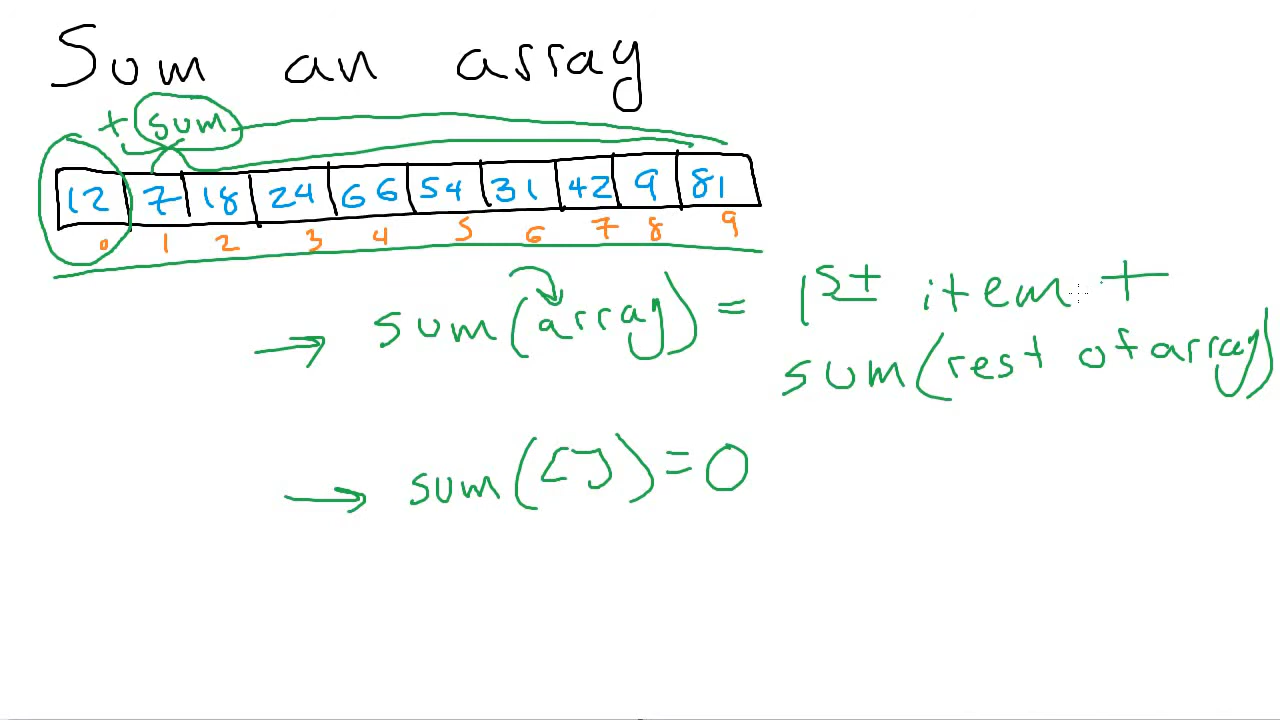 Sum an array
+ sum
12 7 18 24 66 54 31 42 9 81
0 1 2 3 4 5 6 7 8 9
→ sum(array) = 1st item +
sum(rest of array)
→ sum([]) = 0